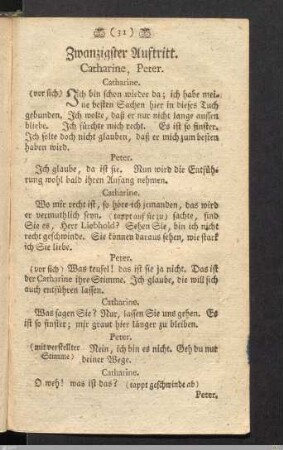 ( 32 )
Zwanzigster Auftritt.
Catharine, Peter.
Catharine.
(vor sich) Ich bin schon wieder da; ich habe mei-
ne besten Sachen hier in dieses Tuch
gebunden. Ich wolte, daß er nur nicht lange aussen
bliebe. Ich fürchte mich recht. Es ist so finster.
Ich solte doch nicht glauben, daß er mich zum besten
haben wird.
Peter.
Ich glaube, da ist sie. Nun wird die Entfüh-
rung wohl bald ihren Anfang nehmen.
Catharine.
Wo mir recht ist, so höre ich jemanden, das wird
er vermuthlich seyn. (tappt auf sie zu) sachte, sind
Sie es, Herr Liebhold? Sehen Sie, bin ich nicht
recht geschwinde. Sie können daraus sehen, wie stark
ich Sie liebe.
Peter.
(vor sich) Was teufel! das ist sie ja nicht. Das ist
der Catharine ihre Stimme. Ich glaube, die will sich
auch entführen lassen.
Catharine.
Was sagen Sie? Nur, lassen Sie uns gehen. Es
ist so finster; mir graut hier länger zu bleiben.
Peter.
(mit verstellter Nein, ich bin es nicht. Geh du nur
Stimme) deiner Wege.
Catharine.
O weh! was ist das? (tappt geschwinde ab)
Peter.